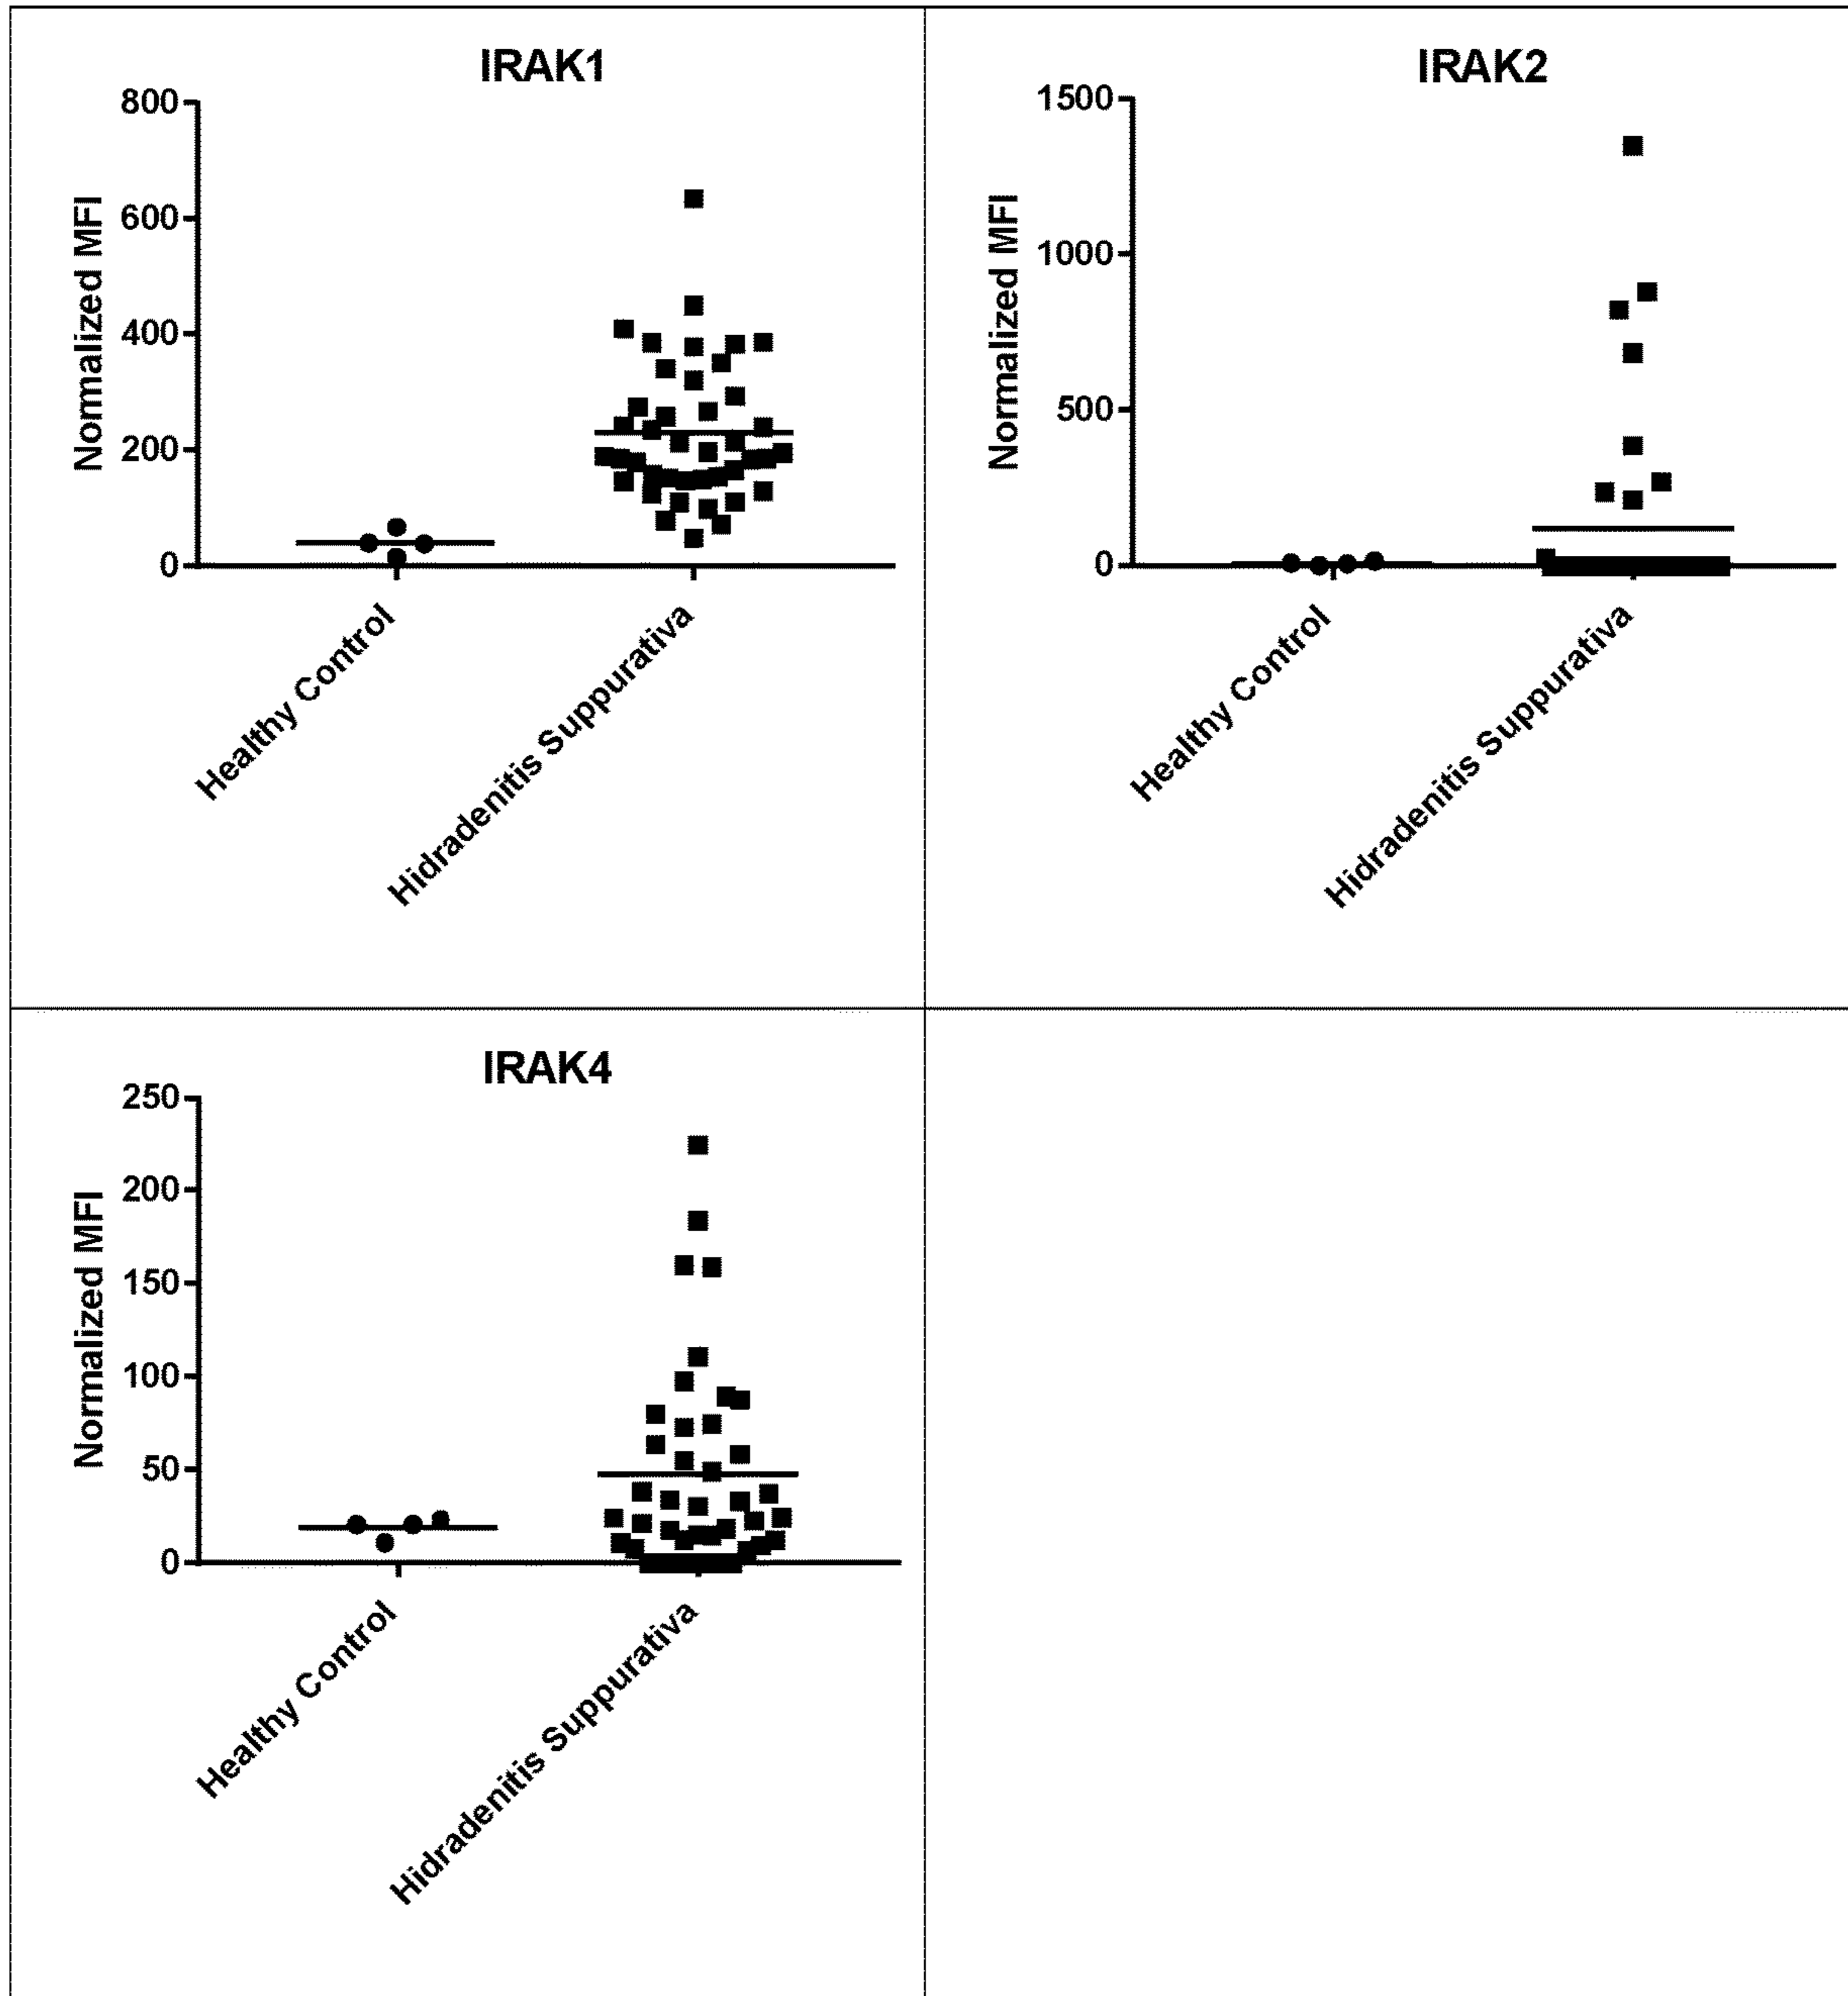 IRAK1
800
600
400
200
0
Normalized MFI
Healthy Control
Hidradenitis Suppurativa
IRAK2
1500
1000
500
0
Normalized MFI
Healthy Control
Hidradenitis Suppurativa
IRAK4
250
200
150
100
50
0
Normalized MFI
Healthy Control
Hidradenitis Suppurativa